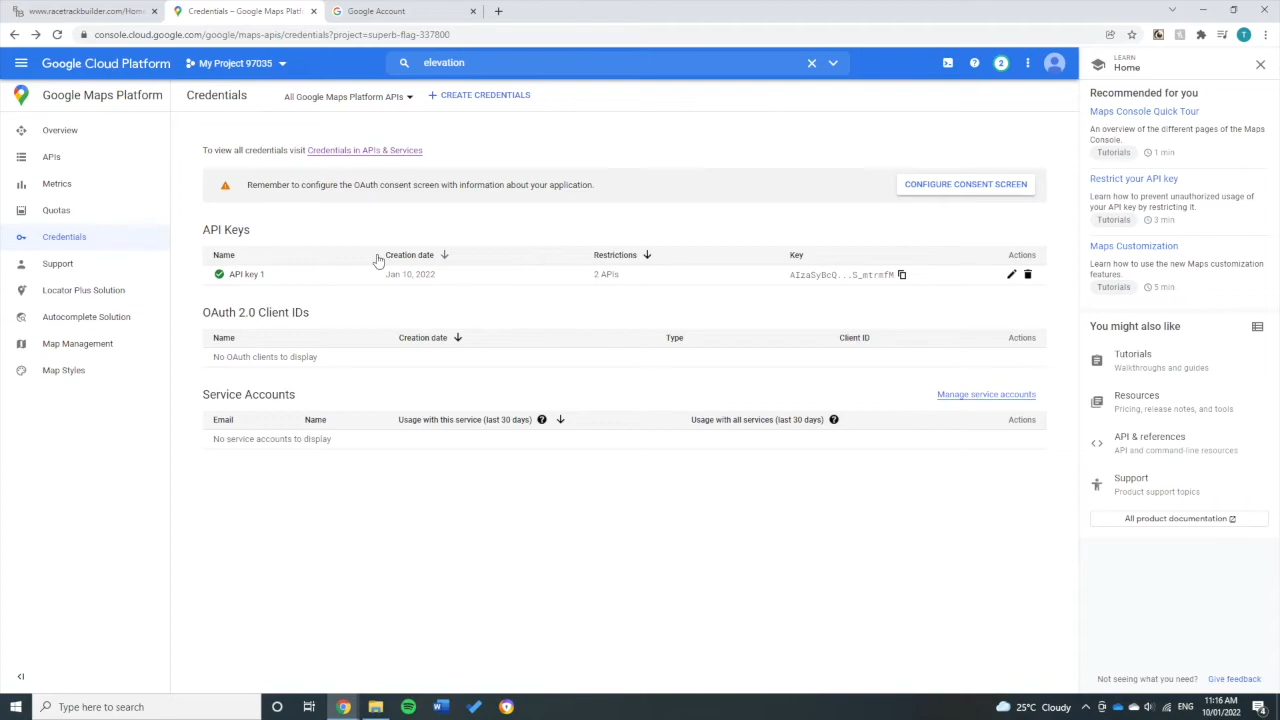 www.racetrackbuilder.com/Hom
Credentials – Google Maps Platf
Google Account
console.cloud.google.com/google/maps-apis/credentials?project=superb-flag-337800
T
Google Cloud Platform
My Project 97035
elevation
2
LEARN
Home
Google Maps Platform
Credentials
All Google Maps Platform APIs
+ CREATE CREDENTIALS
Overview
APIs
Metrics
Quotas
Credentials
Support
Locator Plus Solution
Autocomplete Solution
Map Management
Map Styles
To view all credentials visit Credentials in APIs & Services
Remember to configure the OAuth consent screen with information about your application.
CONFIGURE CONSENT SCREEN
API Keys
Name Creation date Restrictions Key Actions
API key 1 Jan 10, 2022 2 APIs AIzaSyBcQ...S_mtrmfM
OAuth 2.0 Client IDs
Name Creation date Type Client ID Actions
No OAuth clients to display
Service Accounts
Manage service accounts
Email Name Usage with this service (last 30 days) Usage with all services (last 30 days) Actions
No service accounts to display
Recommended for you
Maps Console Quick Tour
An overview of the different pages of the Maps
Console.
Tutorials 1 min
Restrict your API key
Learn how to prevent unauthorized usage of
your API key by restricting it.
Tutorials 3 min
Maps Customization
Learn how to use the new Maps customization
features.
Tutorials 5 min
You might also like
Tutorials
Walkthroughs and guides
Resources
Pricing, release notes, and tools
API & references
API and command-line resources
Support
Product support topics
All product documentation
Not seeing what you need? Give feedback
Type here to search
25°C Cloudy
ENG
11:16 AM
10/01/2022
4